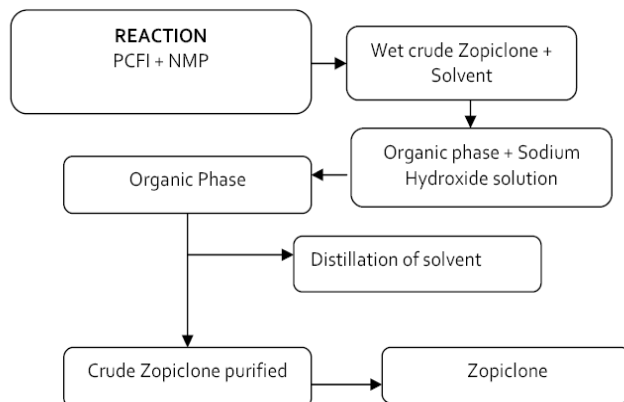 REACTION
PCFI + NMP
Wet crude Zopiclone +
Solvent
Organic phase + Sodium
Hydroxide solution
Organic Phase
Distillation of solvent
Crude Zopiclone purified
Zopiclone